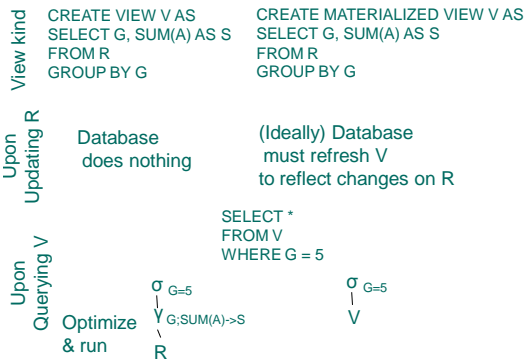 View kind
CREATE VIEW V AS
SELECT G, SUM(A) AS S
FROM R
GROUP BY G
CREATE MATERIALIZED VIEW V AS
SELECT G, SUM(A) AS S
FROM R
GROUP BY G
Upon
Updating R
Database
does nothing
(Ideally) Database
must refresh V
to reflect changes on R
Upon
Querying V
SELECT *
FROM V
WHERE G = 5
Optimize
& run
σ G=5
γ G;SUM(A)->S
R
σ G=5
V